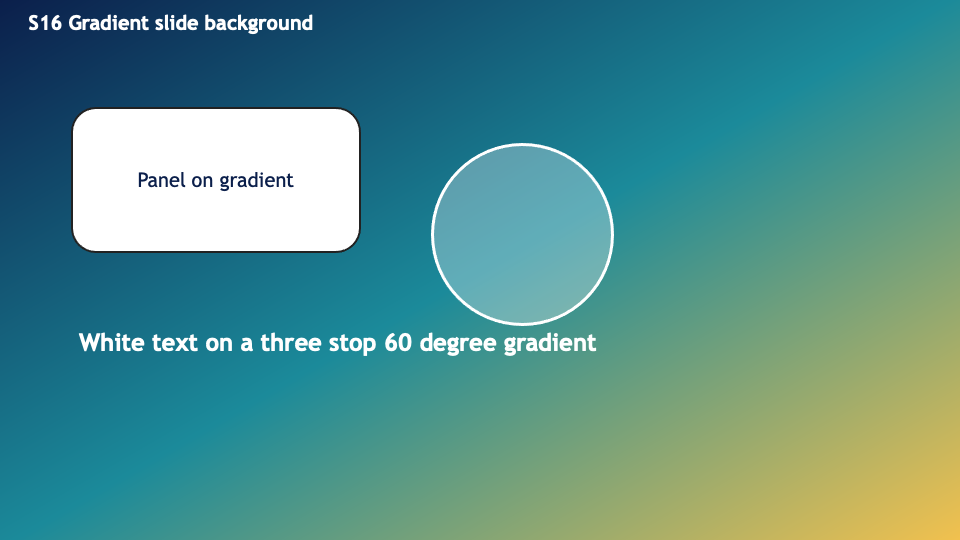 S16 Gradient slide background
Panel on gradient
White text on a three stop 60 degree gradient